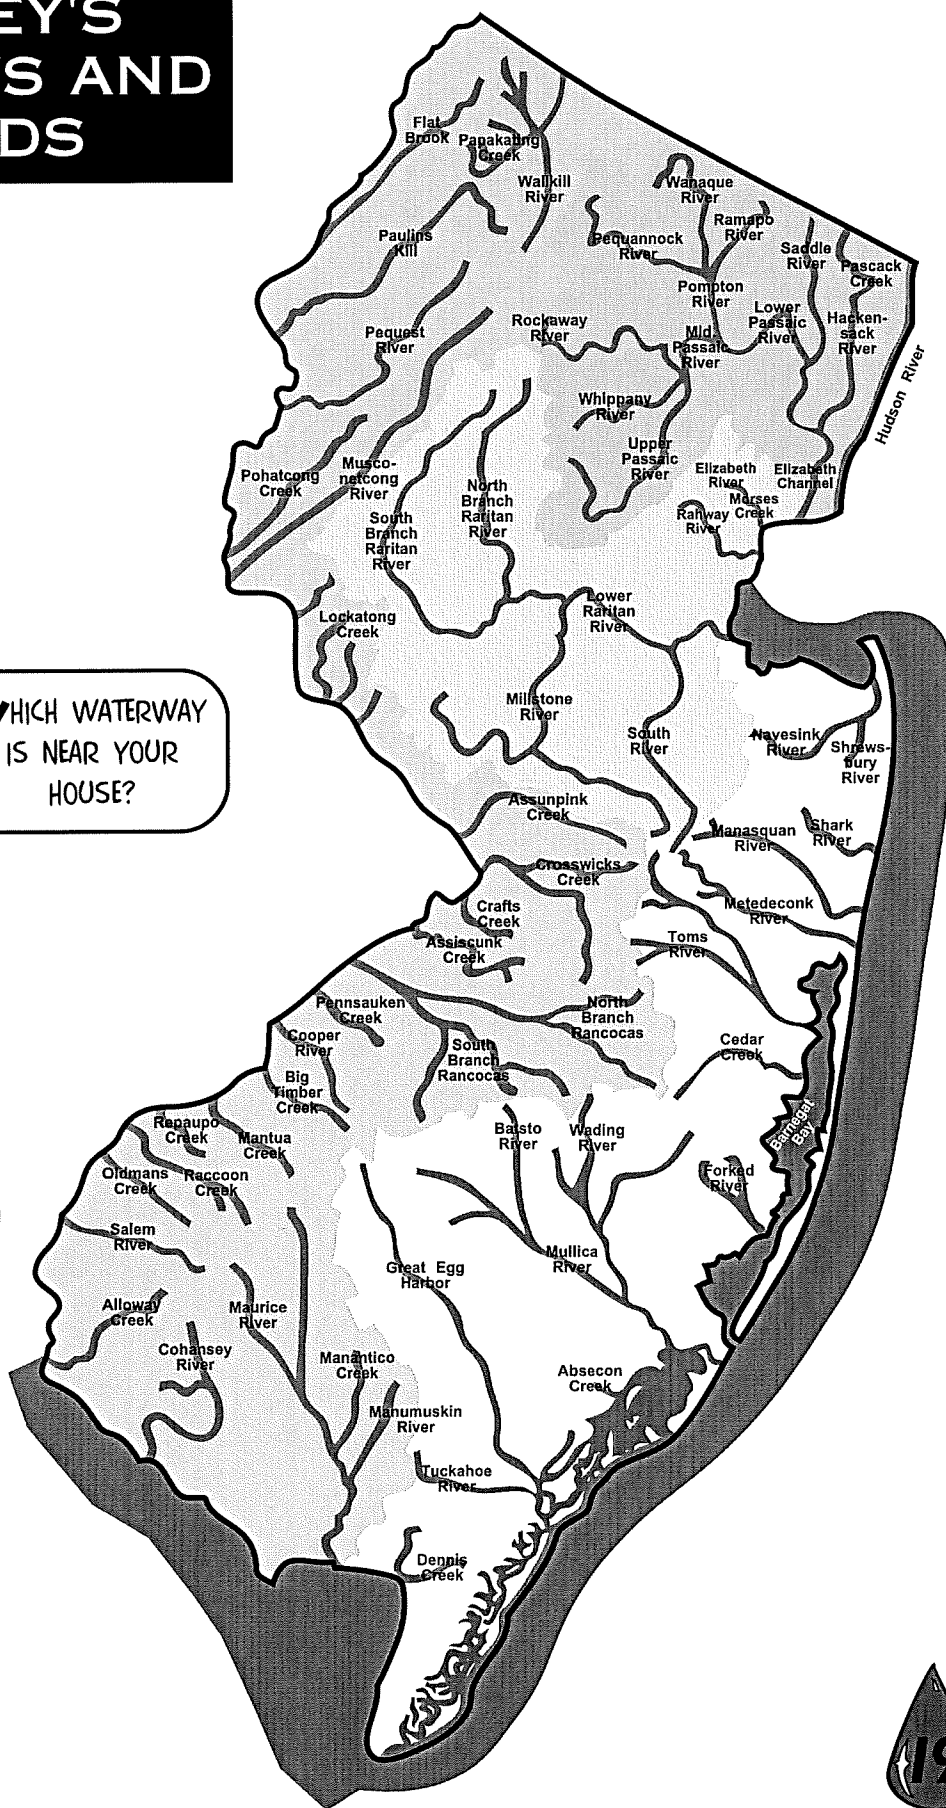 EY'S
S AND
DS
Flat
Brook
Papakating
Creek
Wallkill
River
Wanaque
River
Ramapo
River
Paulins
Kill
Pequannock
River
Saddle
River
Pascack
Creek
Pompton
River
Lower
Passaic
River
Hacken-
sack
River
Pequest
River
Rockaway
River
Mid.
Passaic
River
Hudson River
Whippany
River
Upper
Passaic
River
Pohatcong
Creek
Musco-
netcong
River
North
Branch
Raritan
River
Elizabeth
River
Elizabeth
Channel
Morses
Creek
Rahway
River
South
Branch
Raritan
River
Lockatong
Creek
Lower
Raritan
River
WHICH WATERWAY
IS NEAR YOUR
HOUSE?
Millstone
River
South
River
Navesink
River
Shrews-
bury
River
Assunpink
Creek
Manasquan
River
Shark
River
Crosswicks
Creek
Crafts
Creek
Metedeconk
River
Assiscunk
Creek
Toms
River
Pennsauken
Creek
North
Branch
Rancocas
Cooper
River
South
Branch
Rancocas
Cedar
Creek
Big
Timber
Creek
Barnegat
Bay
Repaupo
Creek
Mantua
Creek
Batsto
River
Wading
River
Oldmans
Creek
Raccoon
Creek
Forked
River
Salem
River
Mullica
River
Great Egg
Harbor
Alloway
Creek
Maurice
River
Cohansey
River
Manantico
Creek
Absecon
Creek
Manumuskin
River
Tuckahoe
River
Dennis
Creek
19